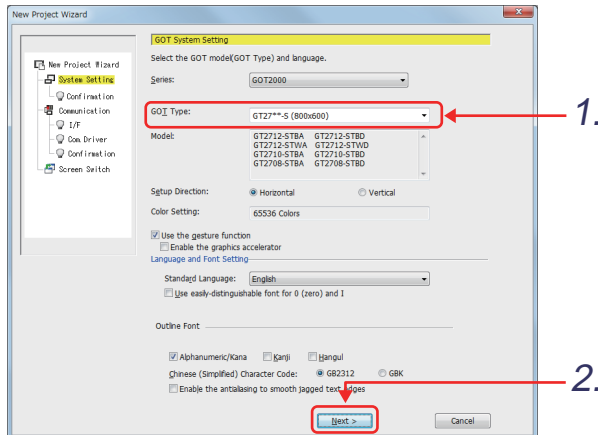 New Project Wizard
New Project Wizard
System Setting
Confirmation
Communication
I/F
Com. Driver
Confirmation
Screen Switch
GOT System Setting
Select the GOT model(GOT Type) and language.
Series: GOT2000
GOT Type: GT27**-S (800x600)
1.
Model: GT2712-STBA GT2712-STBD
GT2712-STWA GT2712-STWD
GT2710-STBA GT2710-STBD
GT2708-STBA GT2708-STBD
Setup Direction: Horizontal Vertical
Color Setting: 65536 Colors
Use the gesture function
Enable the graphics accelerator
Language and Font Setting
Standard Language: English
Use easily-distinguishable font for 0 (zero) and I
Outline Font
Alphanumeric/Kana Kanji Hangul
Chinese (Simplified) Character Code: GB2312 GBK
Enable the antialiasing to smooth jagged text edges
2.
Next > Cancel